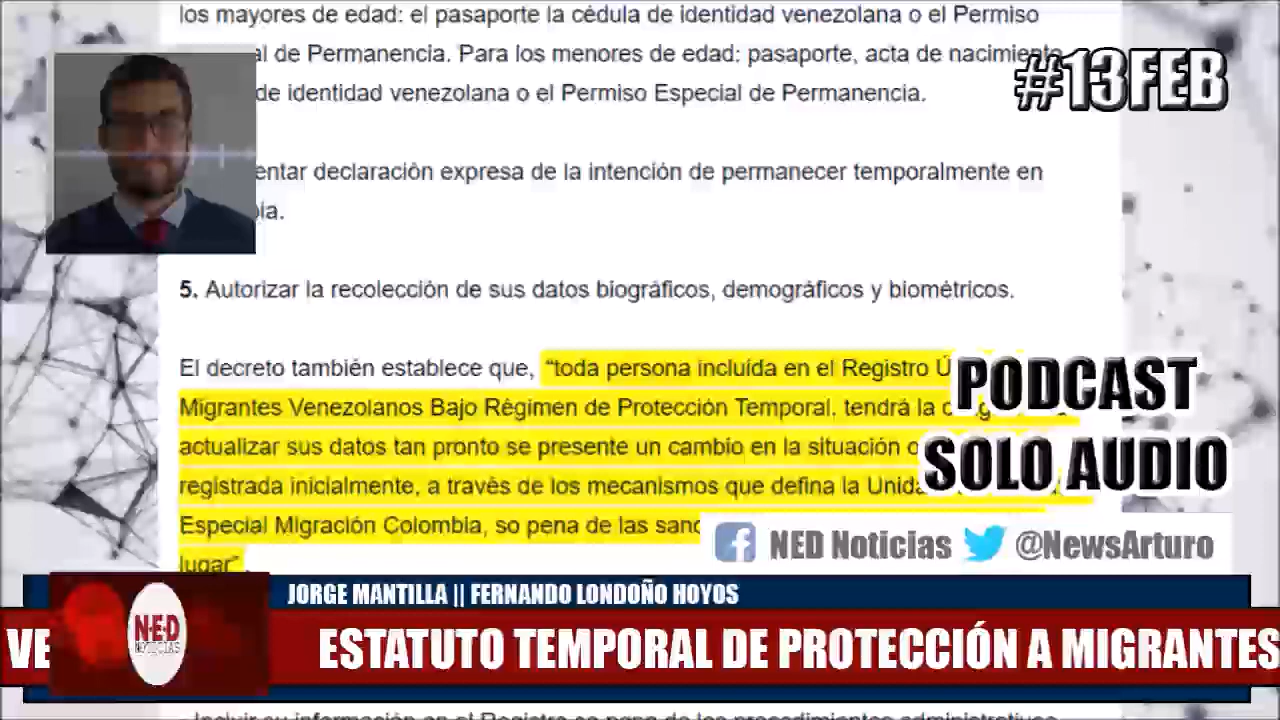 los mayores de edad: el pasaporte la cédula de identidad venezolana o el Permiso
al de Permanencia. Para los menores de edad: pasaporte, acta de nacimiento
#13FEB
de identidad venezolana o el Permiso Especial de Permanencia.
entar declaración expresa de la intención de permanecer temporalmente en
ia.
5. Autorizar la recolección de sus datos biográficos, demográficos y biométricos.
El decreto también establece que, “toda persona incluída en el Registro Ú
Migrantes Venezolanos Bajo Régimen de Protección Temporal, tendrá la
actualizar sus datos tan pronto se presente un cambio en la situación o
registrada inicialmente, a través de los mecanismos que defina la Unida
Especial Migración Colombia, so pena de las sanc
lugar”.
PODCAST
SOLO AUDIO
NED Noticias @NewsArturo
JORGE MANTILLA || FERNANDO LONDOÑO HOYOS
N·E·D
NOTICIAS
VE
ESTATUTO TEMPORAL DE PROTECCIÓN A MIGRANTES